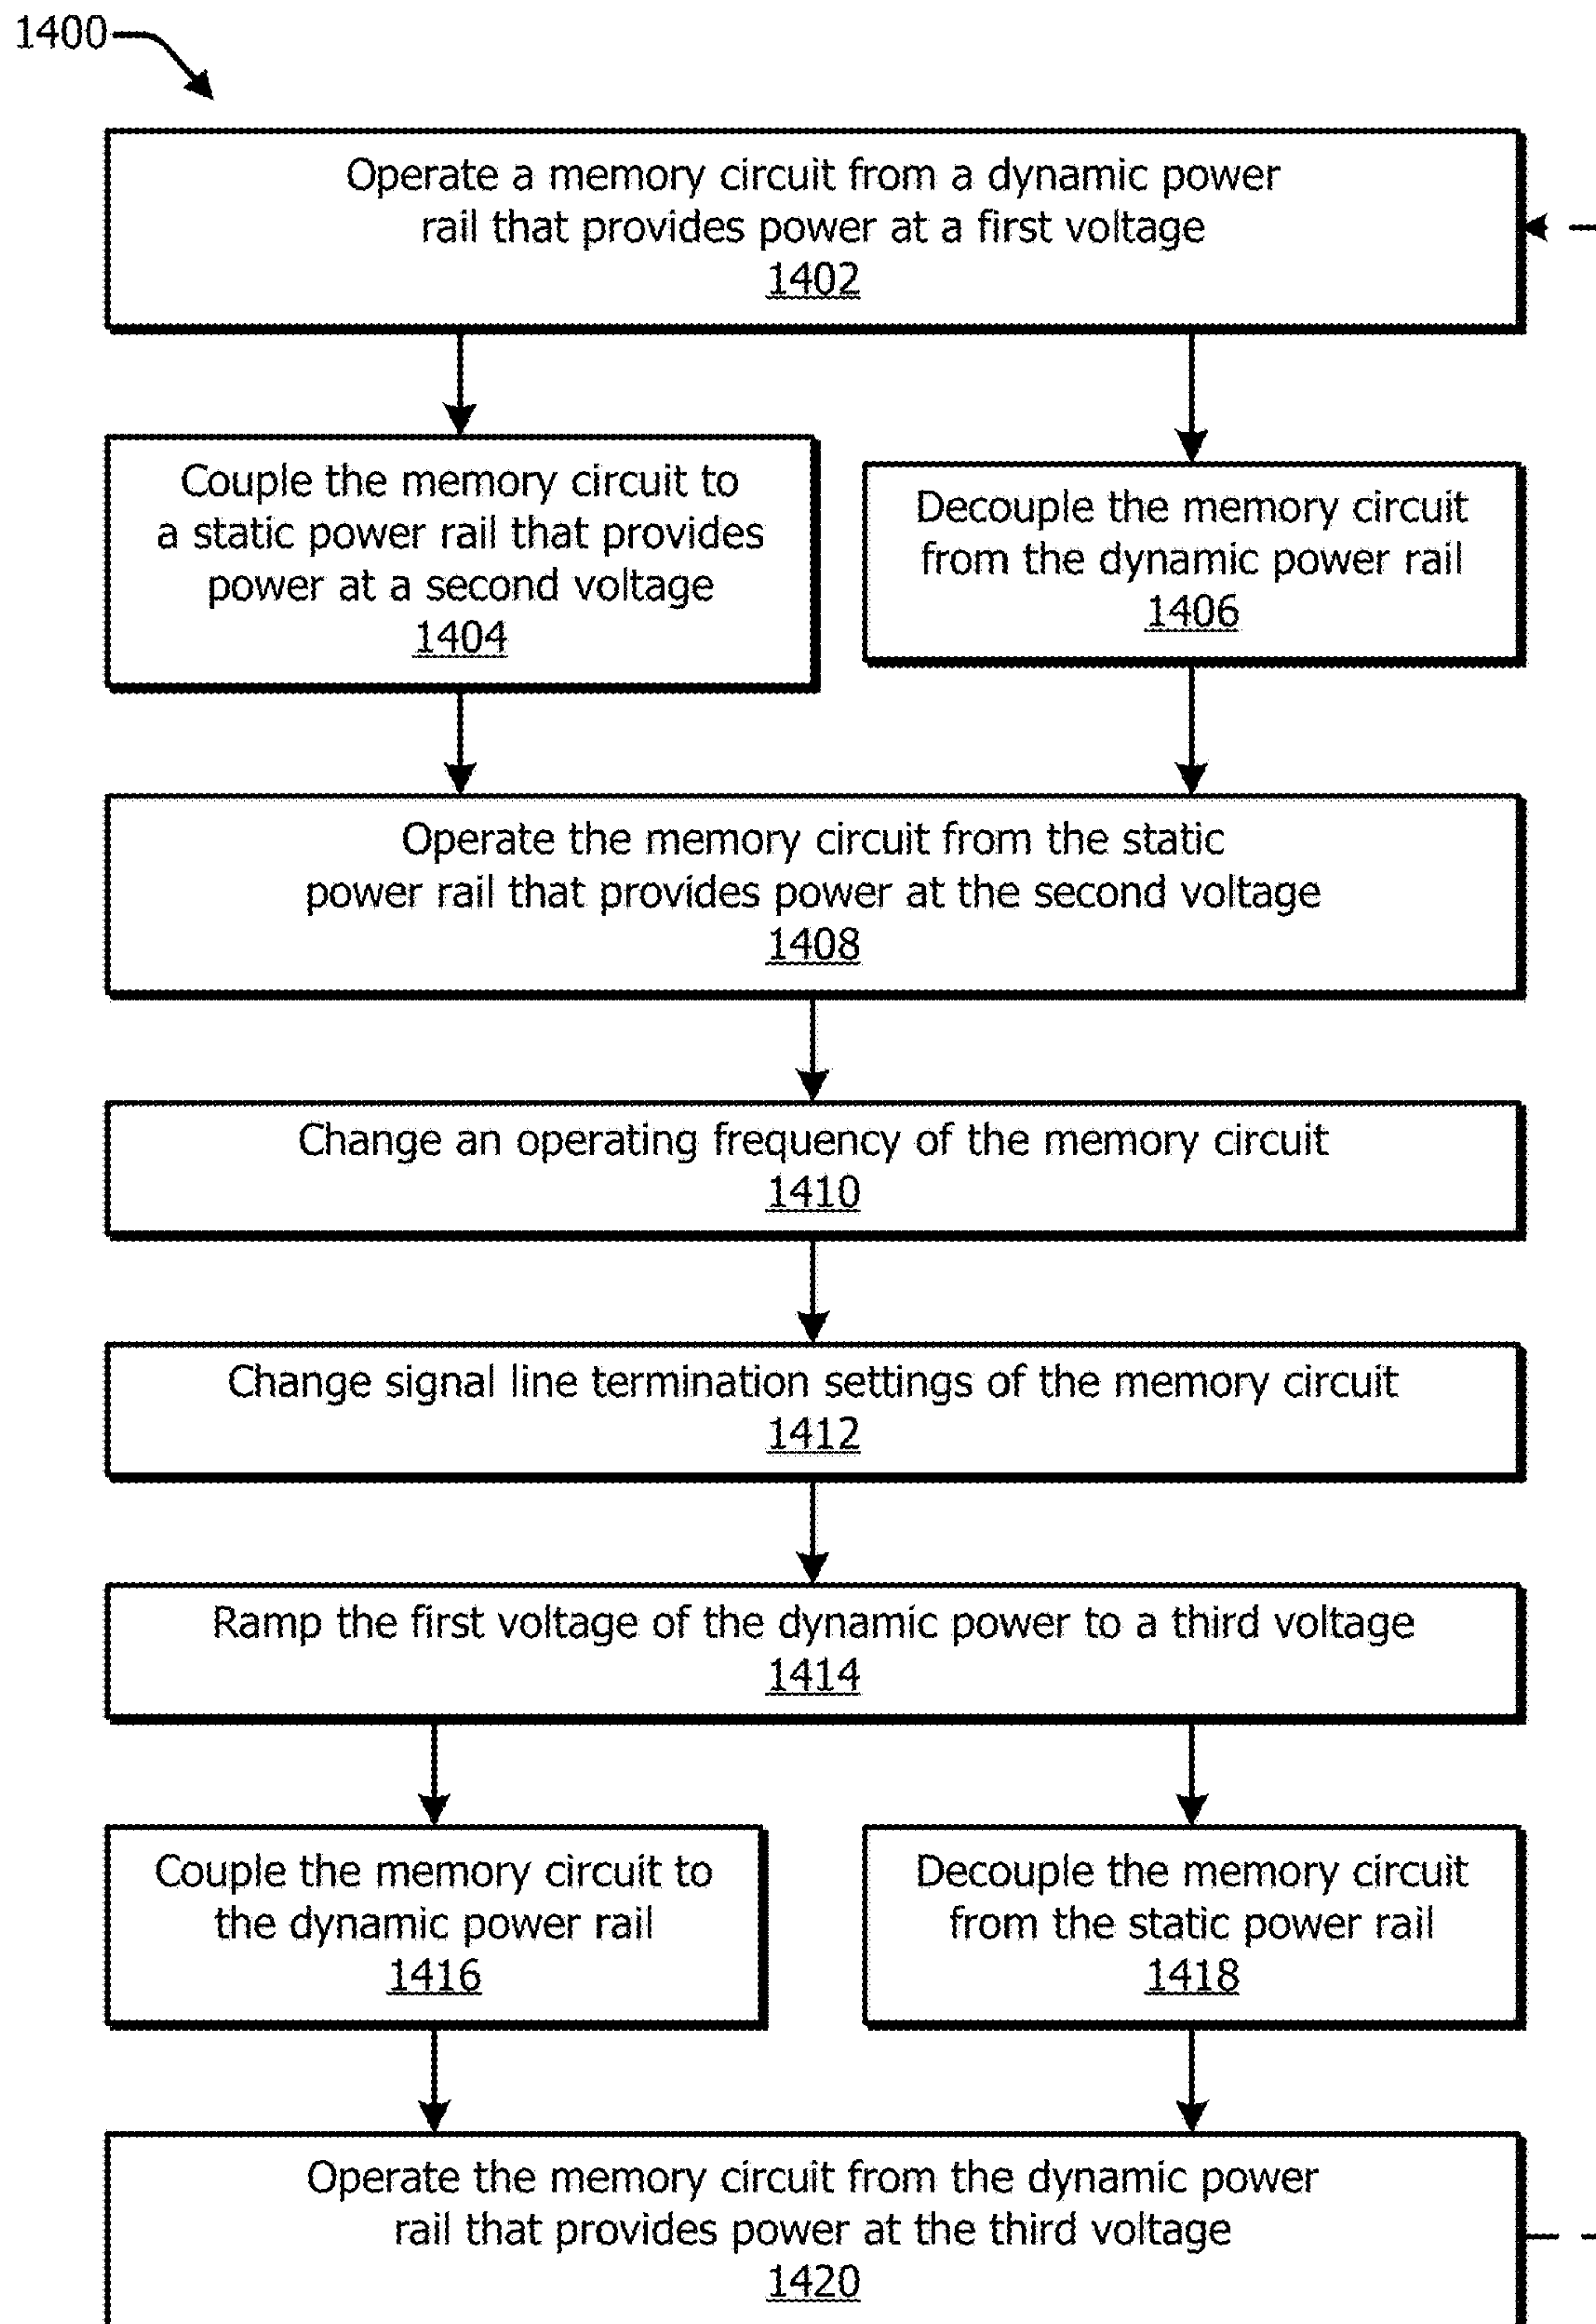 1400
Operate a memory circuit from a dynamic power
rail that provides power at a first voltage
1402
Couple the memory circuit to
a static power rail that provides
power at a second voltage
1404
Decouple the memory circuit
from the dynamic power rail
1406
Operate the memory circuit from the static
power rail that provides power at the second voltage
1408
Change an operating frequency of the memory circuit
1410
Change signal line termination settings of the memory circuit
1412
Ramp the first voltage of the dynamic power to a third voltage
1414
Couple the memory circuit to
the dynamic power rail
1416
Decouple the memory circuit
from the static power rail
1418
Operate the memory circuit from the dynamic power
rail that provides power at the third voltage
1420